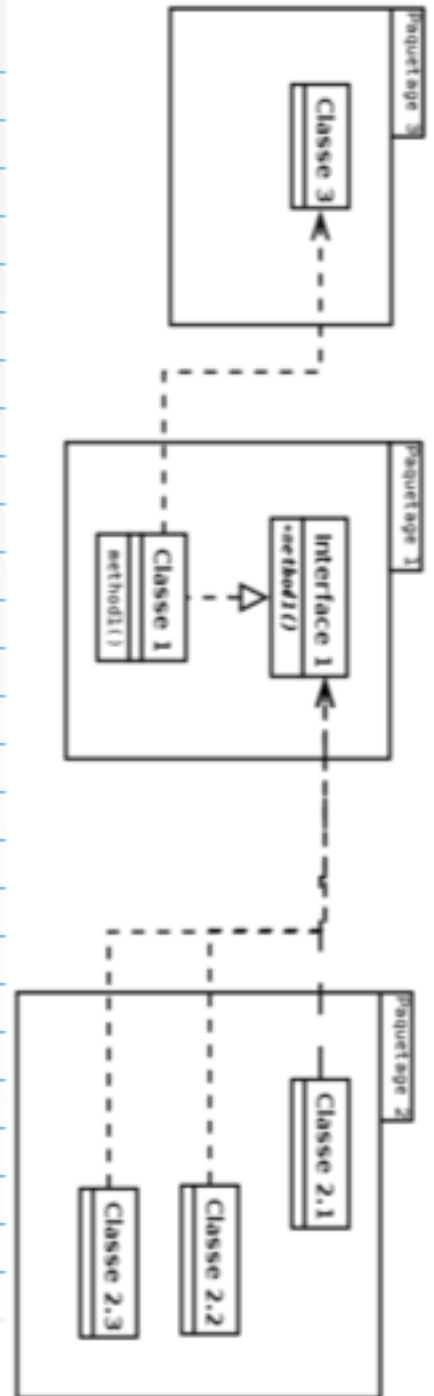 Paquetage 3
Classe 3
Paquetage 1
Interface 1
+method1()
Classe 1
method1()
Paquetage 2
Classe 2.1
Classe 2.2
Classe 2.3